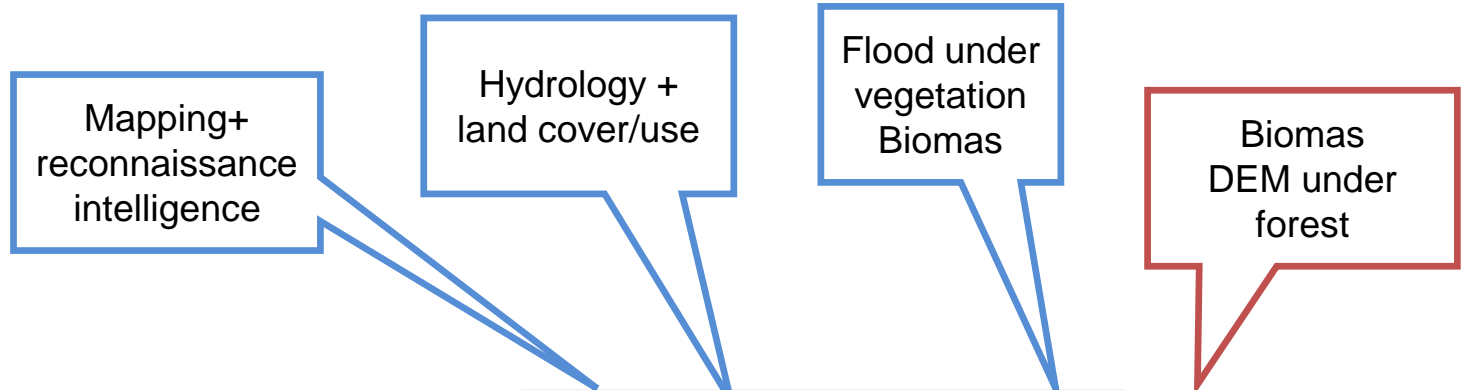 Mapping+
reconnaissance
intelligence
Hydrology +
land cover/use
Flood under
vegetation
Biomas
Biomas
DEM under
forest